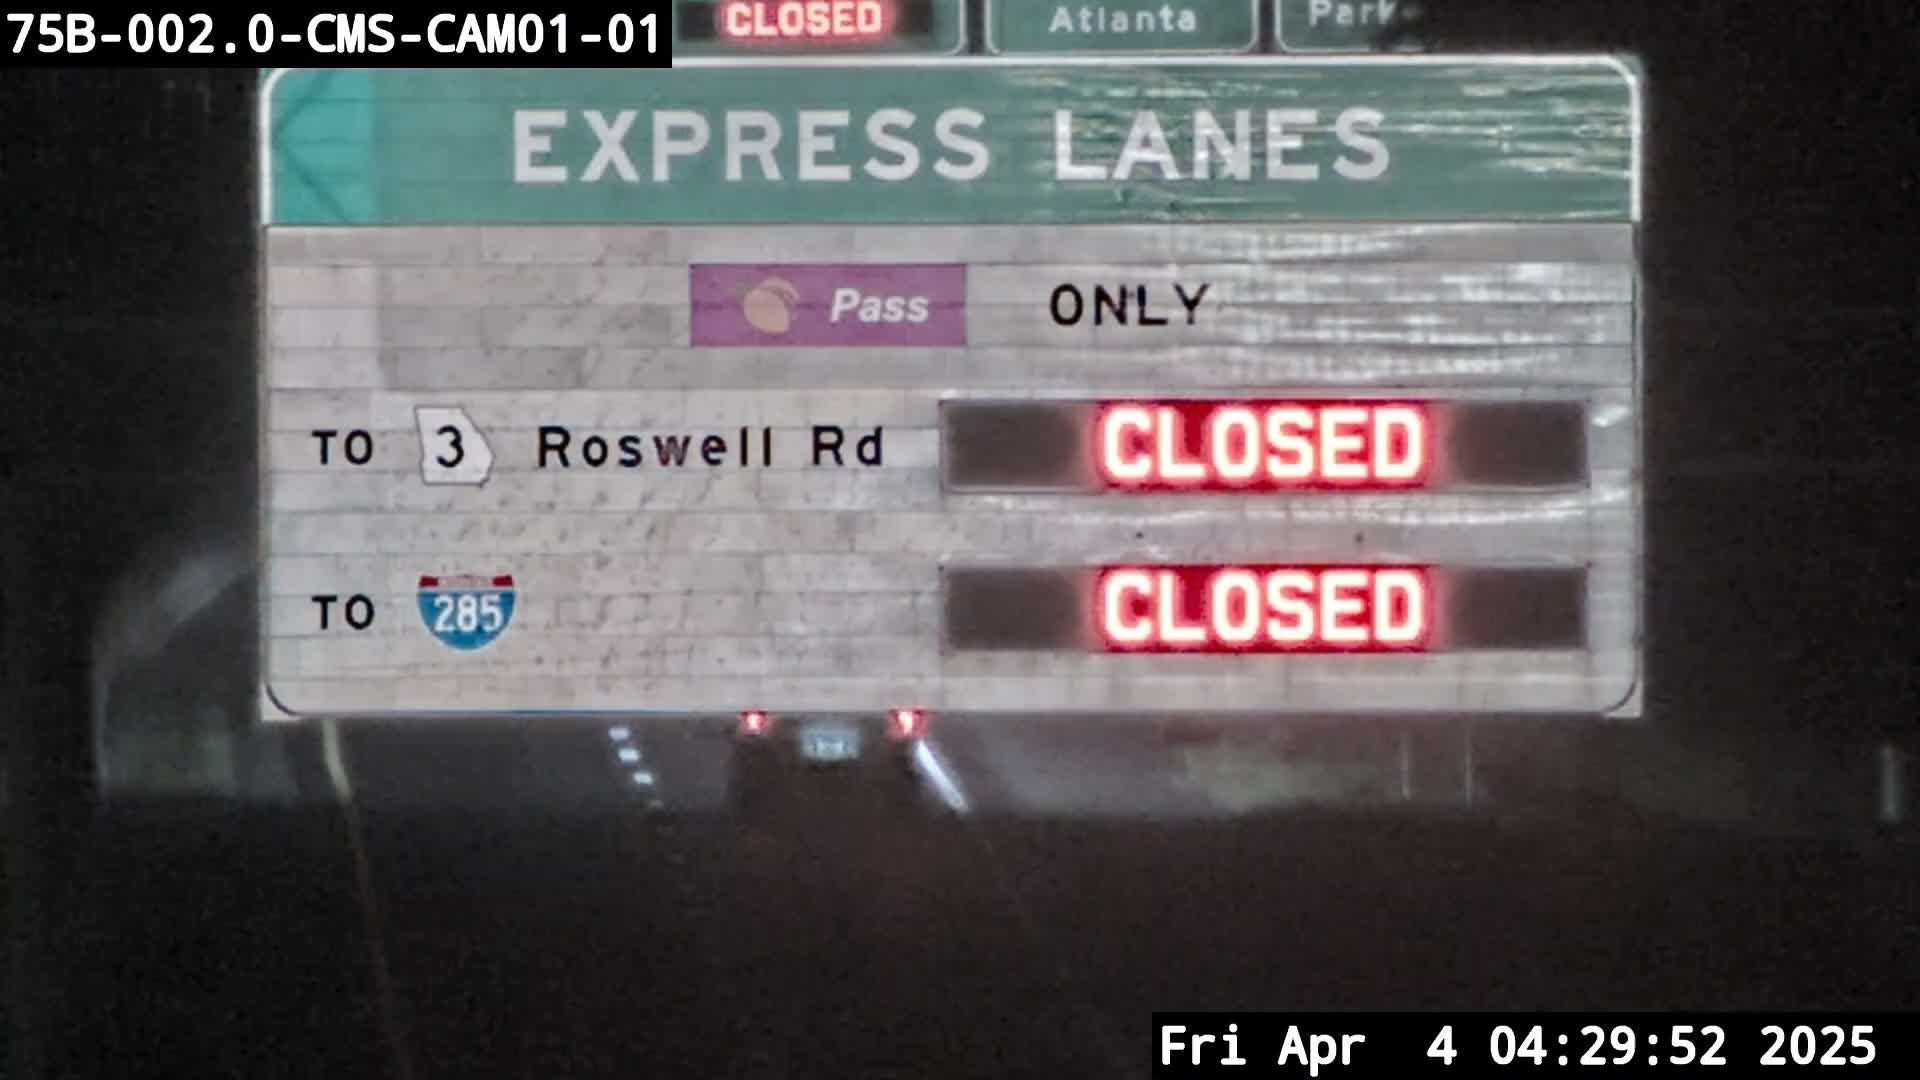 75B-002.0-CMS-CAM01-01
CLOSED
Atlanta
Park
EXPRESS LANES
Pass ONLY
TO 3 Roswell Rd CLOSED
TO 285 CLOSED
Fri Apr 4 04:29:52 2025